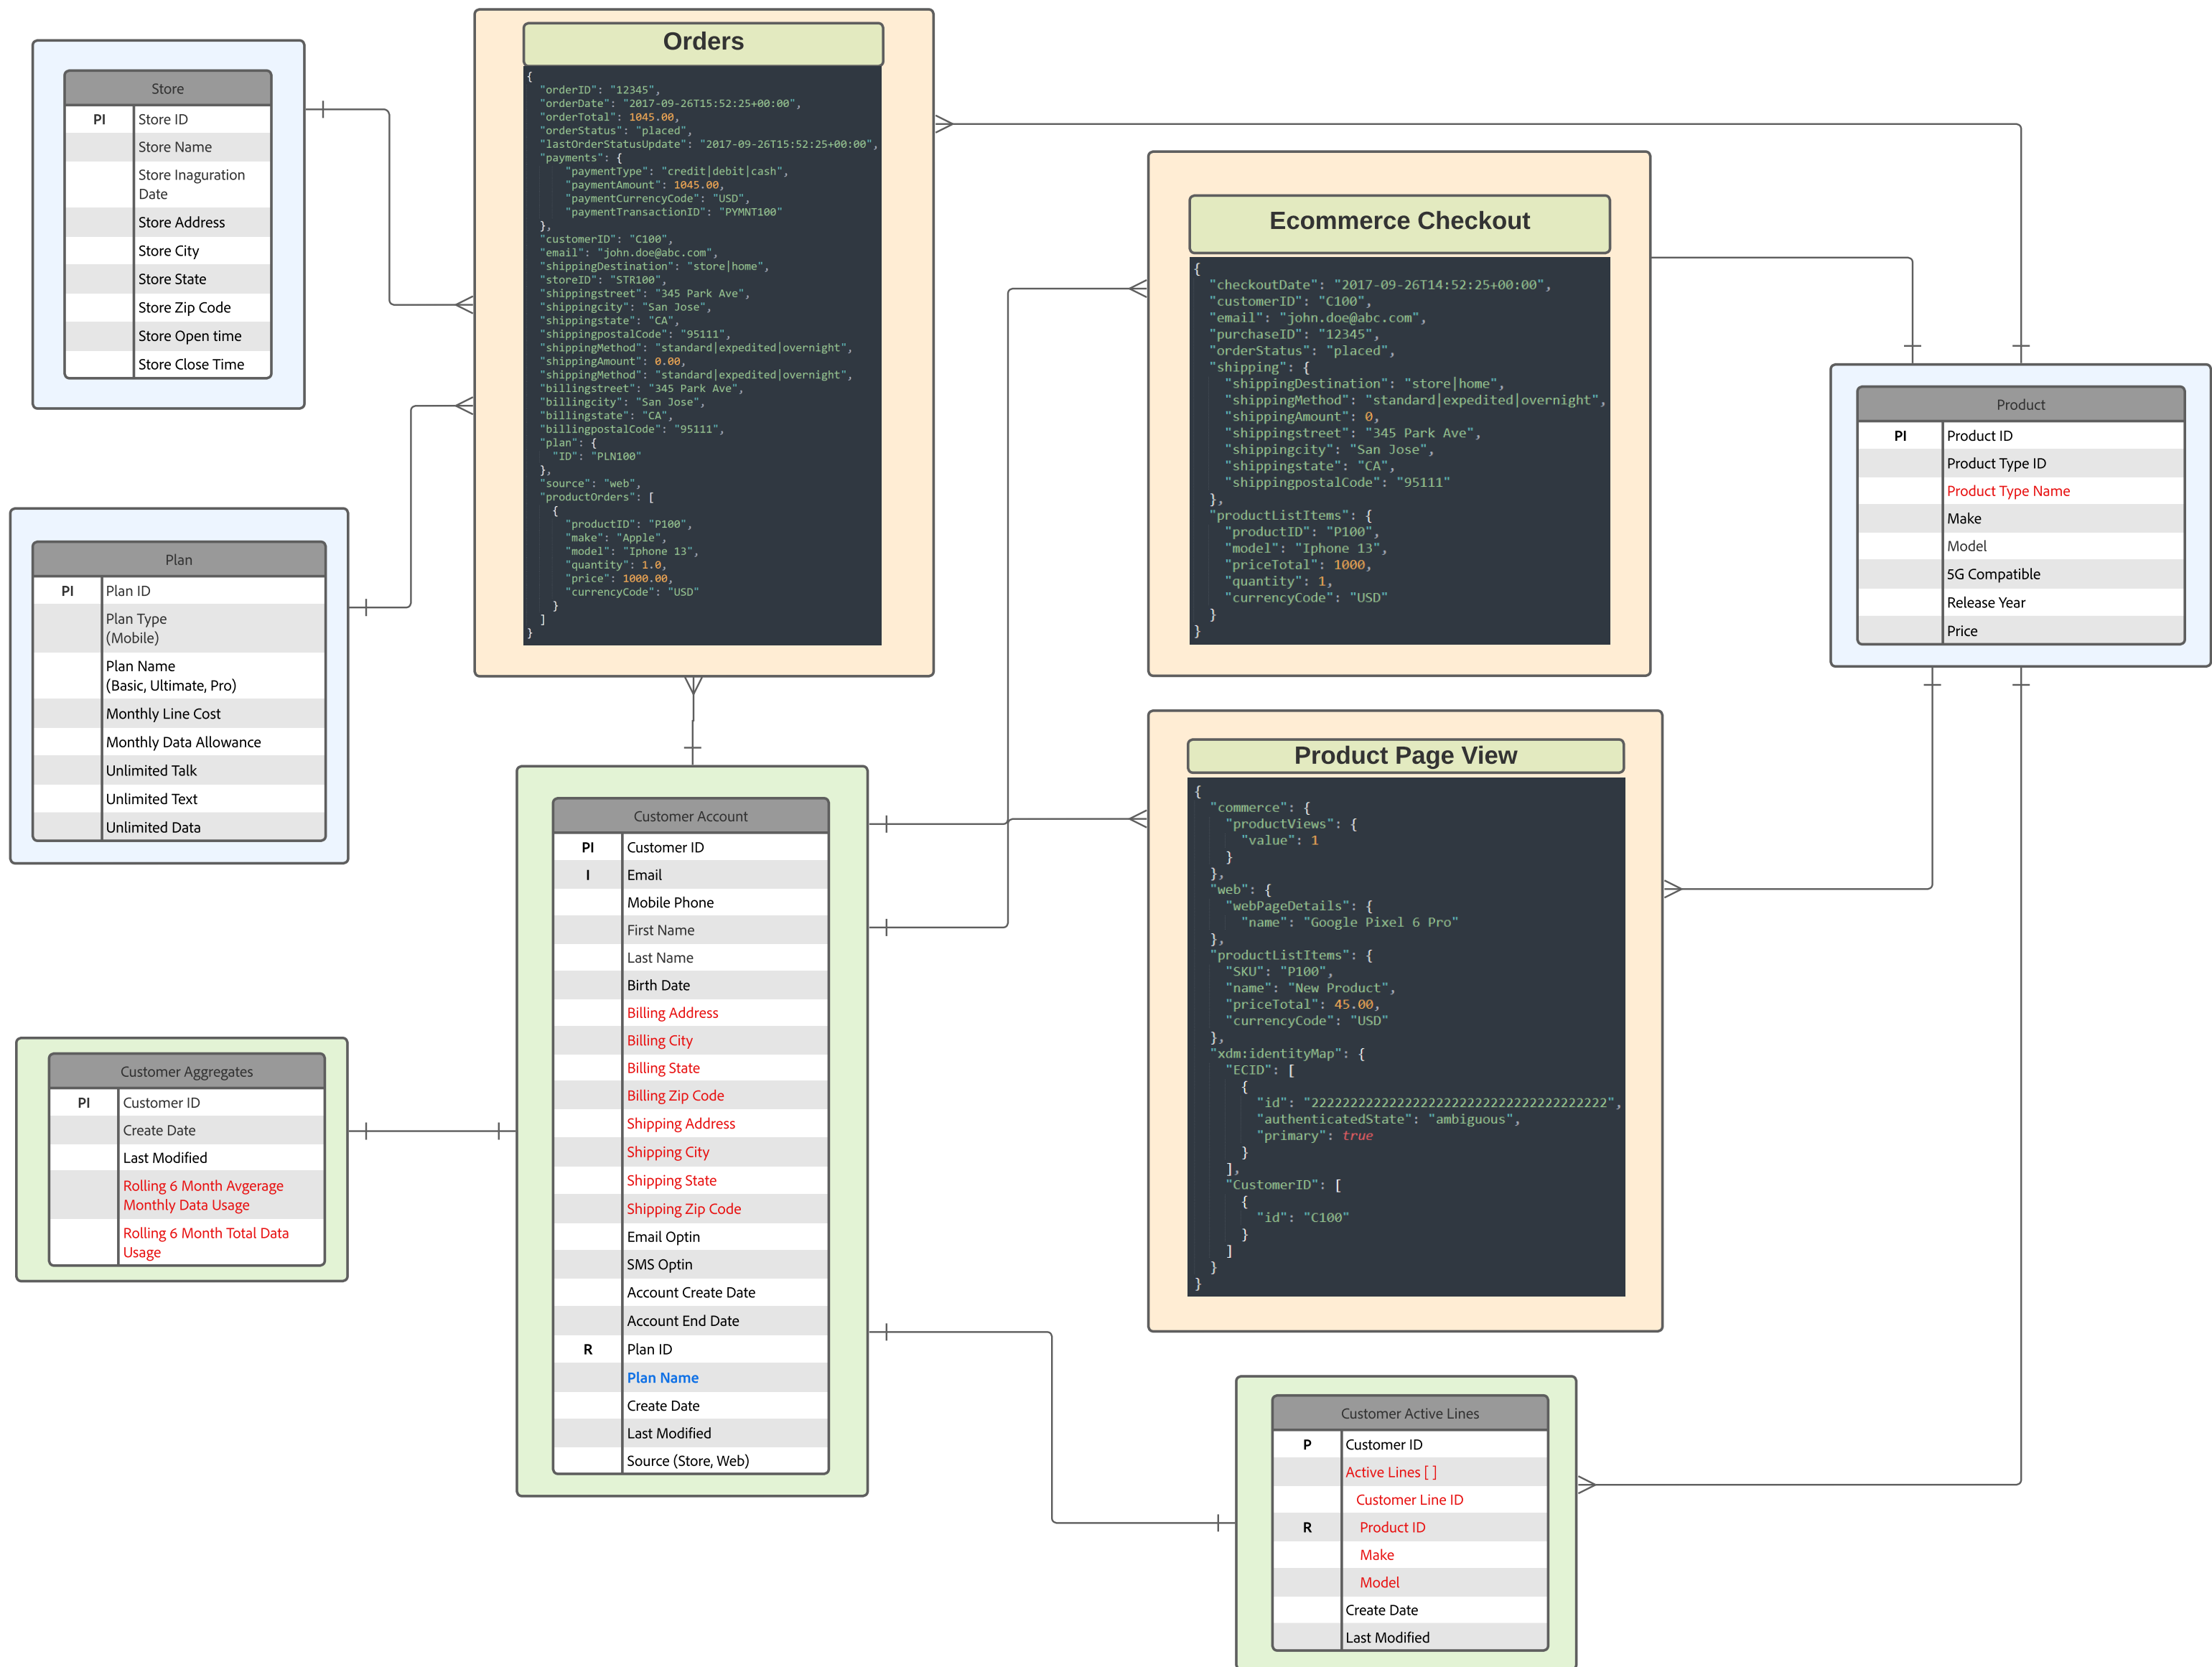 Store
PI Store ID
Store Name
Store Inaguration
Date
Store Address
Store City
Store State
Store Zip Code
Store Open time
Store Close Time
Plan
PI Plan ID
Plan Type
(Mobile)
Plan Name
(Basic, Ultimate, Pro)
Monthly Line Cost
Monthly Data Allowance
Unlimited Talk
Unlimited Text
Unlimited Data
Customer Aggregates
PI Customer ID
Create Date
Last Modified
Rolling 6 Month Avgerage
Monthly Data Usage
Rolling 6 Month Total Data
Usage
Orders
{
"orderID": "12345",
"orderDate": "2017-09-26T15:52:25+00:00",
"orderTotal": 1045.00,
"orderStatus": "placed",
"lastOrderStatusUpdate": "2017-09-26T15:52:25+00:00",
"payments": {
"paymentType": "credit|debit|cash",
"paymentAmount": 1045.00,
"paymentCurrencyCode": "USD",
"paymentTransactionID": "PYMNT100"
},
"customerID": "C100",
"email": "john.doe@abc.com",
"shippingDestination": "store|home",
"storeID": "STR100",
"shippingstreet": "345 Park Ave",
"shippingcity": "San Jose",
"shippingstate": "CA",
"shippingpostalCode": "95111",
"shippingMethod": "standard|expedited|overnight",
"shippingAmount": 0.00,
"shippingMethod": "standard|expedited|overnight",
"billingstreet": "345 Park Ave",
"billingcity": "San Jose",
"billingstate": "CA",
"billingpostalCode": "95111",
"plan": {
"ID": "PLN100"
},
"source": "web",
"productOrders": [
{
"productID": "P100",
"make": "Apple",
"model": "Iphone 13",
"quantity": 1.0,
"price": 1000.00,
"currencyCode": "USD"
}
]
}
Customer Account
PI Customer ID
I Email
Mobile Phone
First Name
Last Name
Birth Date
Billing Address
Billing City
Billing State
Billing Zip Code
Shipping Address
Shipping City
Shipping State
Shipping Zip Code
Email Optin
SMS Optin
Account Create Date
Account End Date
R Plan ID
Plan Name
Create Date
Last Modified
Source (Store, Web)
Ecommerce Checkout
{
"checkoutDate": "2017-09-26T14:52:25+00:00",
"customerID": "C100",
"email": "john.doe@abc.com",
"purchaseID": "12345",
"orderStatus": "placed",
"shipping": {
"shippingDestination": "store|home",
"shippingMethod": "standard|expedited|overnight",
"shippingAmount": 0,
"shippingstreet": "345 Park Ave",
"shippingcity": "San Jose",
"shippingstate": "CA",
"shippingpostalCode": "95111"
},
"productListItems": {
"productID": "P100",
"model": "Iphone 13",
"priceTotal": 1000,
"quantity": 1,
"currencyCode": "USD"
}
}
Product Page View
{
"commerce": {
"productViews": {
"value": 1
}
},
"web": {
"webPageDetails": {
"name": "Google Pixel 6 Pro"
},
"productListItems": {
"SKU": "P100",
"name": "New Product",
"priceTotal": 45.00,
"currencyCode": "USD"
},
"xdm:identityMap": {
"ECID": [
{
"id": "22222222222222222222222222222222222222",
"authenticatedState": "ambiguous",
"primary": true
}
],
"CustomerID": [
{
"id": "C100"
}
]
}
}
Product
PI Product ID
Product Type ID
Product Type Name
Make
Model
5G Compatible
Release Year
Price
Customer Active Lines
P Customer ID
Active Lines [ ]
Customer Line ID
R Product ID
Make
Model
Create Date
Last Modified